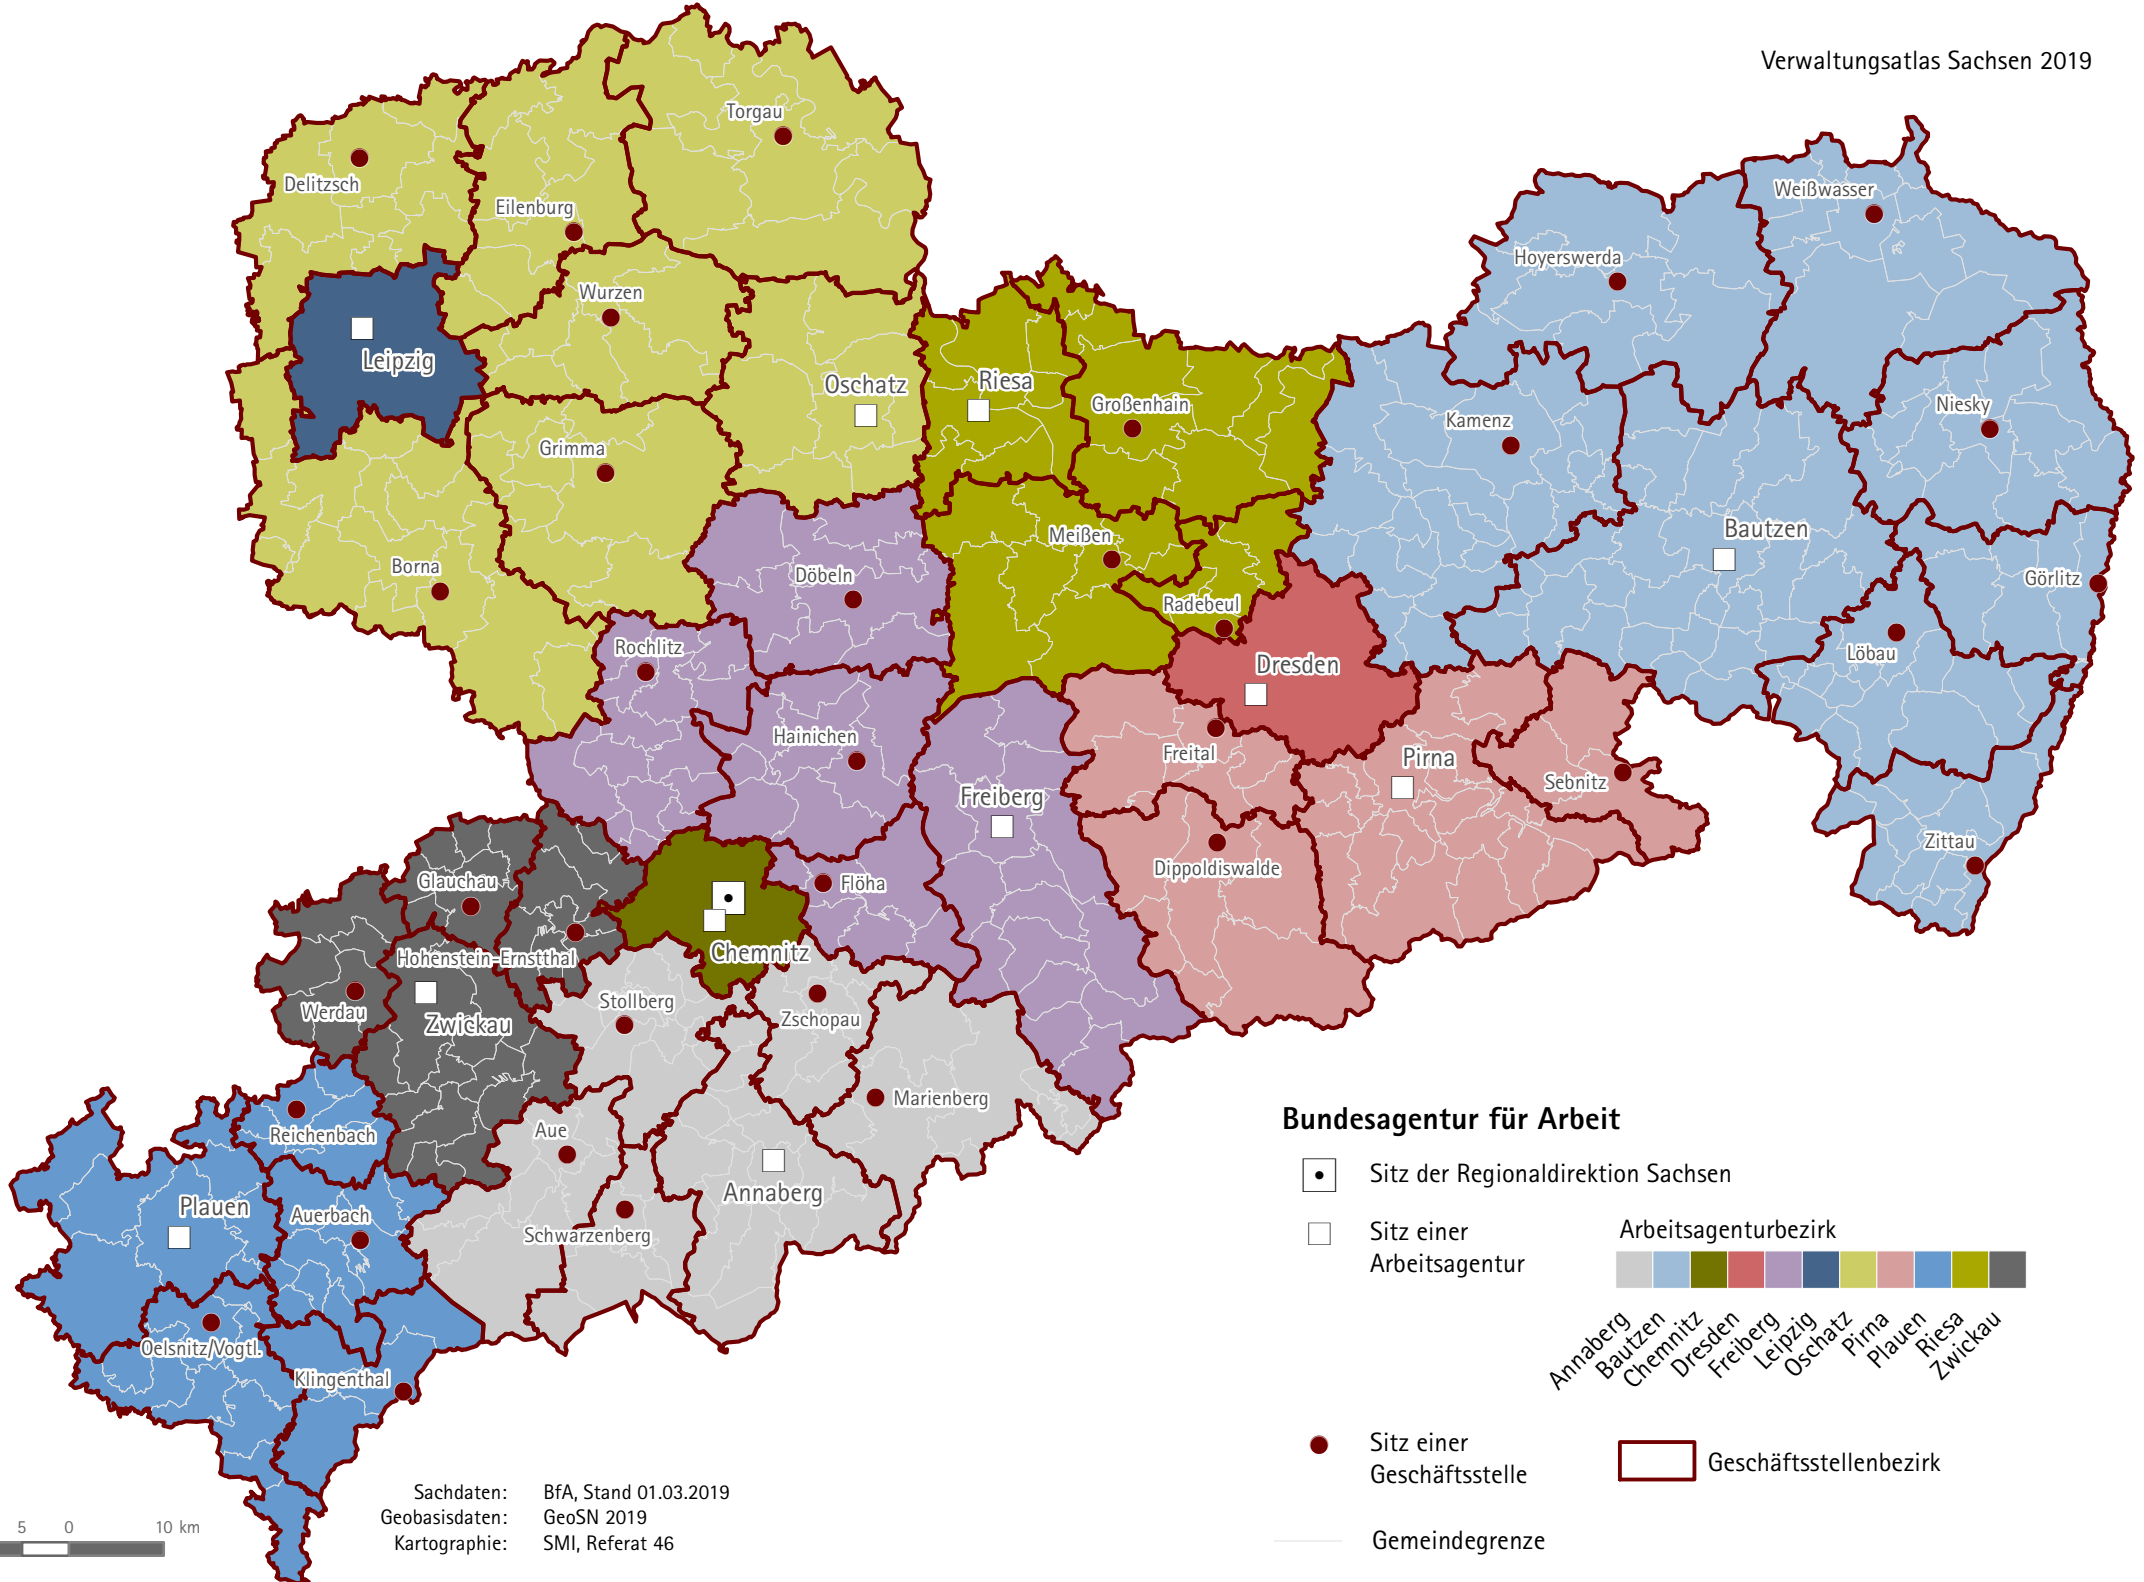 Verwaltungsatlas Sachsen 2019
Torgau
Delitzsch
Eilenburg
Weißwasser
Hoyerswerda
Wurzen
Leipzig
Oschatz
Riesa
Großenhain
Kamenz
Niesky
Grimma
Meißen
Bautzen
Borna
Döbeln
Görlitz
Radebeul
Rochlitz
Dresden
Löbau
Hainichen
Freital
Pirna
Sebnitz
Freiberg
Zittau
Glauchau
Flöha
Dippoldiswalde
Chemnitz
Hohenstein-Ernstthal
Stollberg
Werdau
Zwickau
Zschopau
Marienberg
Reichenbach
Aue
Annaberg
Plauen
Auerbach
Schwarzenberg
Oelsnitz/Vogtl.
Klingenthal
Bundesagentur für Arbeit
Sitz der Regionaldirektion Sachsen
Sitz einer
Arbeitsagentur
Arbeitsagenturbezirk
Annaberg
Bautzen
Chemnitz
Dresden
Freiberg
Leipzig
Oschatz
Pirna
Plauen
Riesa
Zwickau
Sitz einer
Geschäftsstelle
Geschäftsstellenbezirk
Gemeindegrenze
Sachdaten: BfA, Stand 01.03.2019
Geobasisdaten: GeoSN 2019
Kartographie: SMI, Referat 46
5 0 10 km